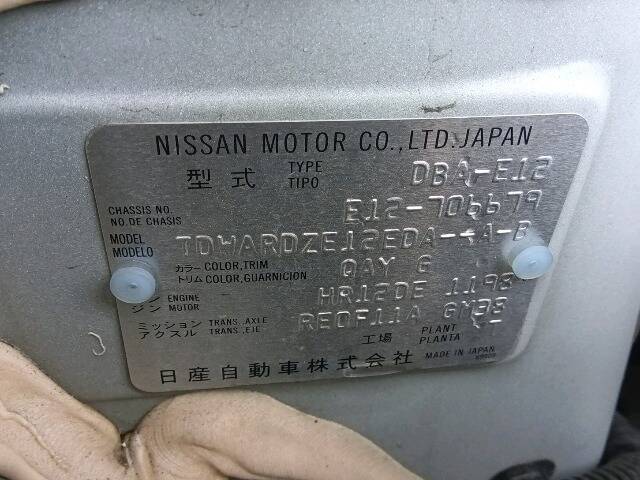 NISSAN MOTOR CO.,LTD.JAPAN
型式 TYPE TIPO DBA-E12
CHASSIS NO. NO.DE CHASIS E12-706679
MODEL MODELO TDWARDZE12EDA--A-B
カラー COLOR,TRIM トリム COLOR,GUARNICION QAY G
ジン ENGINE MOTOR HR12DE 1198
ミッション TRANS.,AXLE アクスル TRANS.,EJE RE0F11A GM38
工場 PLANT PLANTA
日産自動車株式会社 MADE IN JAPAN